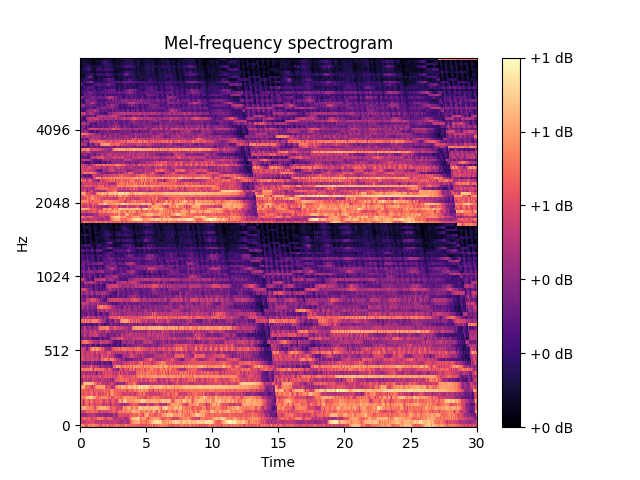 Mel-frequency spectrogram
Hz
4096
2048
1024
512
0
0 5 10 15 20 25 30
Time
+1 dB
+1 dB
+1 dB
+0 dB
+0 dB
+0 dB